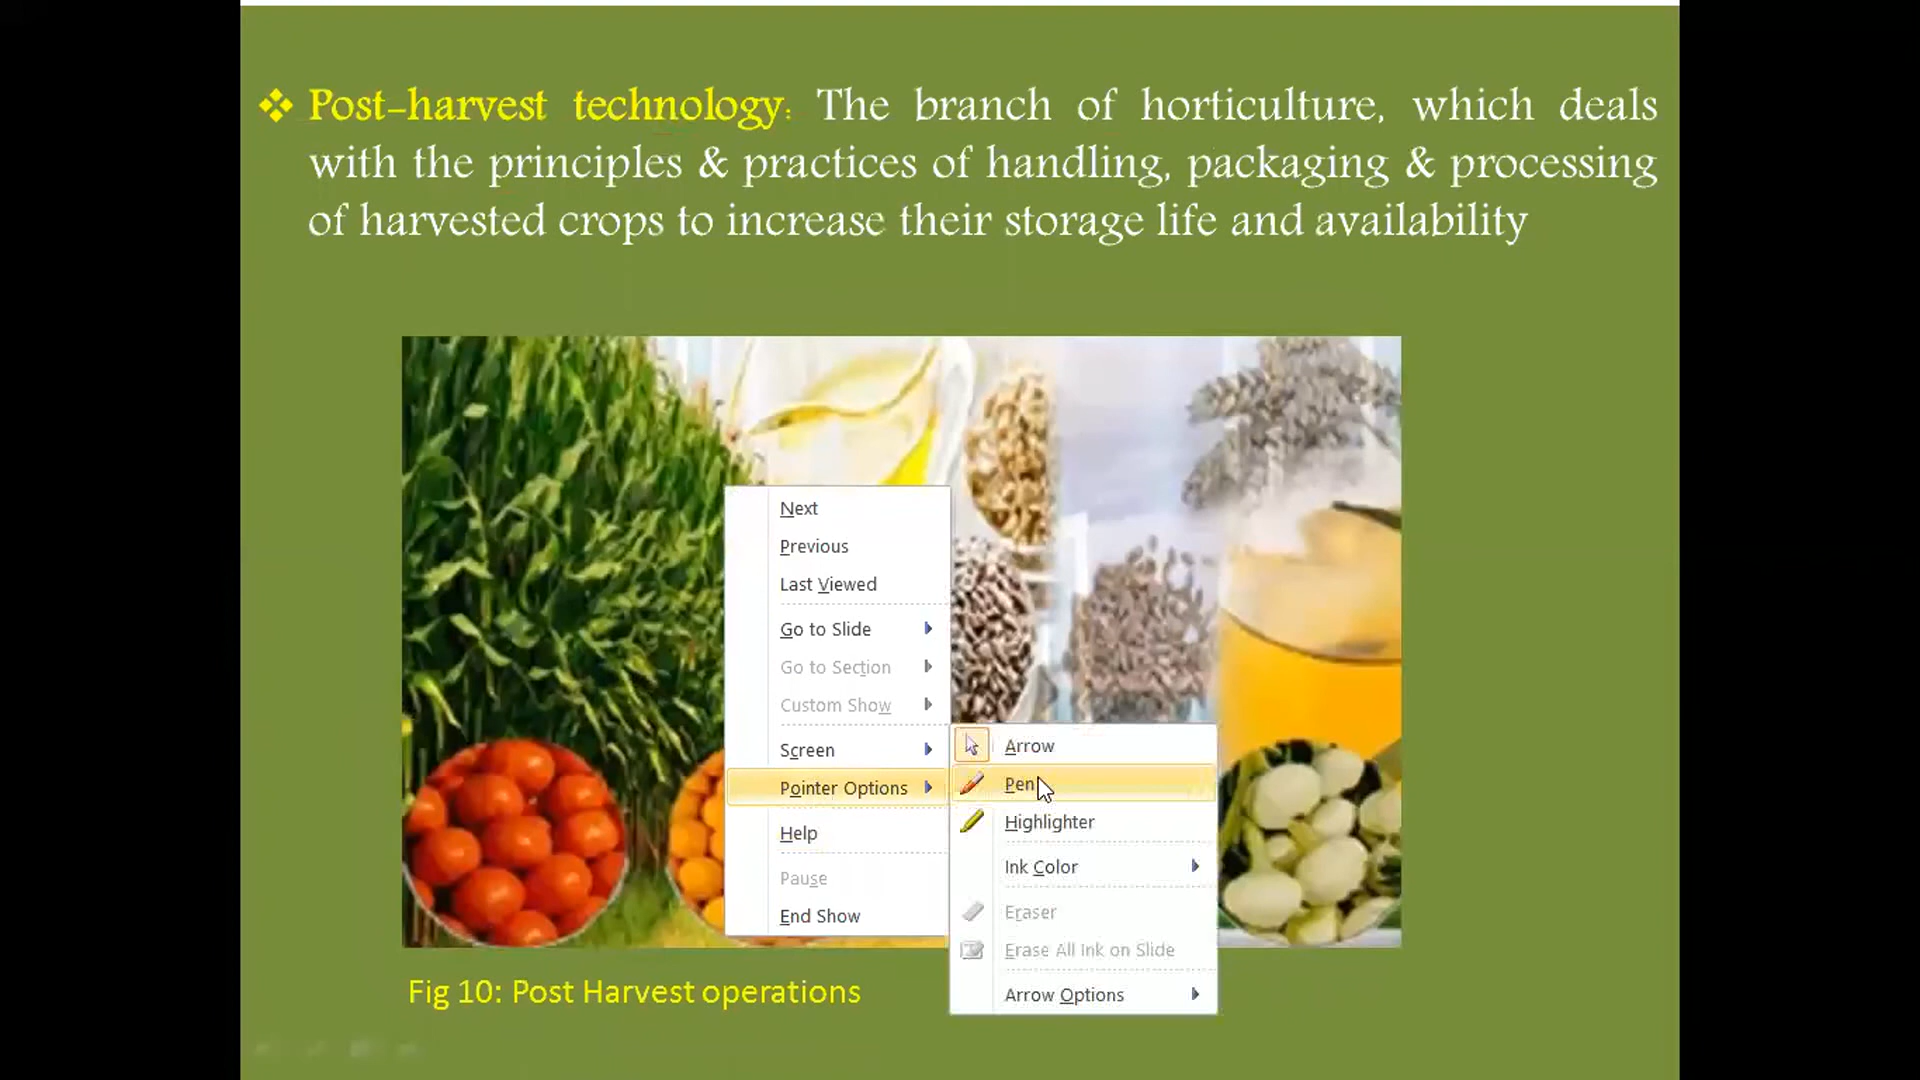 ❖ Post-harvest technology: The branch of horticulture, which deals
with the principles & practices of handling, packaging & processing
of harvested crops to increase their storage life and availability
Next
Previous
Last Viewed
Go to Slide
Go to Section
Custom Show
Screen
Pointer Options
Help
Pause
End Show
Arrow
Pen
Highlighter
Ink Color
Eraser
Erase All Ink on Slide
Arrow Options
Fig 10: Post Harvest operations